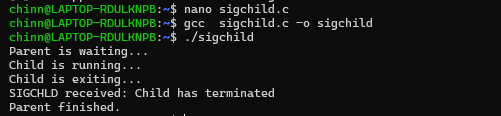 chinn@LAPTOP-RDULKNPB:~$ nano sigchild.c
chinn@LAPTOP-RDULKNPB:~$ gcc  sigchild.c -o sigchild
chinn@LAPTOP-RDULKNPB:~$ ./sigchild
Parent is waiting...
Child is running...
Child is exiting...
SIGCHLD received: Child has terminated
Parent finished.